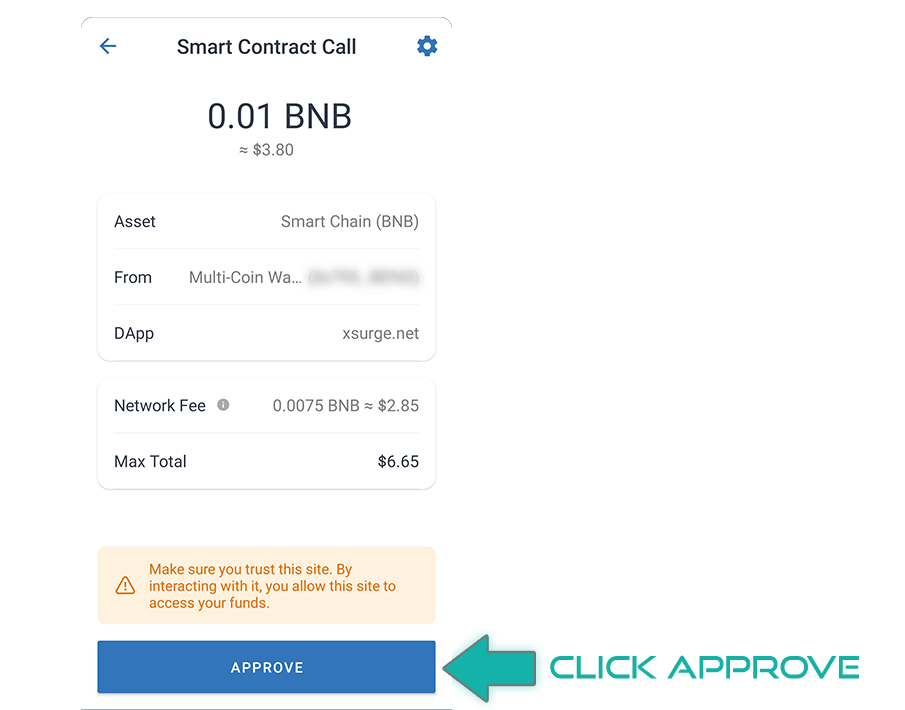 Smart Contract Call
0.01 BNB
≈ $3.80
Asset Smart Chain (BNB)
From Multi-Coin Wa...
DApp xsurge.net
Network Fee 0.0075 BNB ≈ $2.85
Max Total $6.65
Make sure you trust this site. By
interacting with it, you allow this site to
access your funds.
APPROVE
CLICK APPROVE